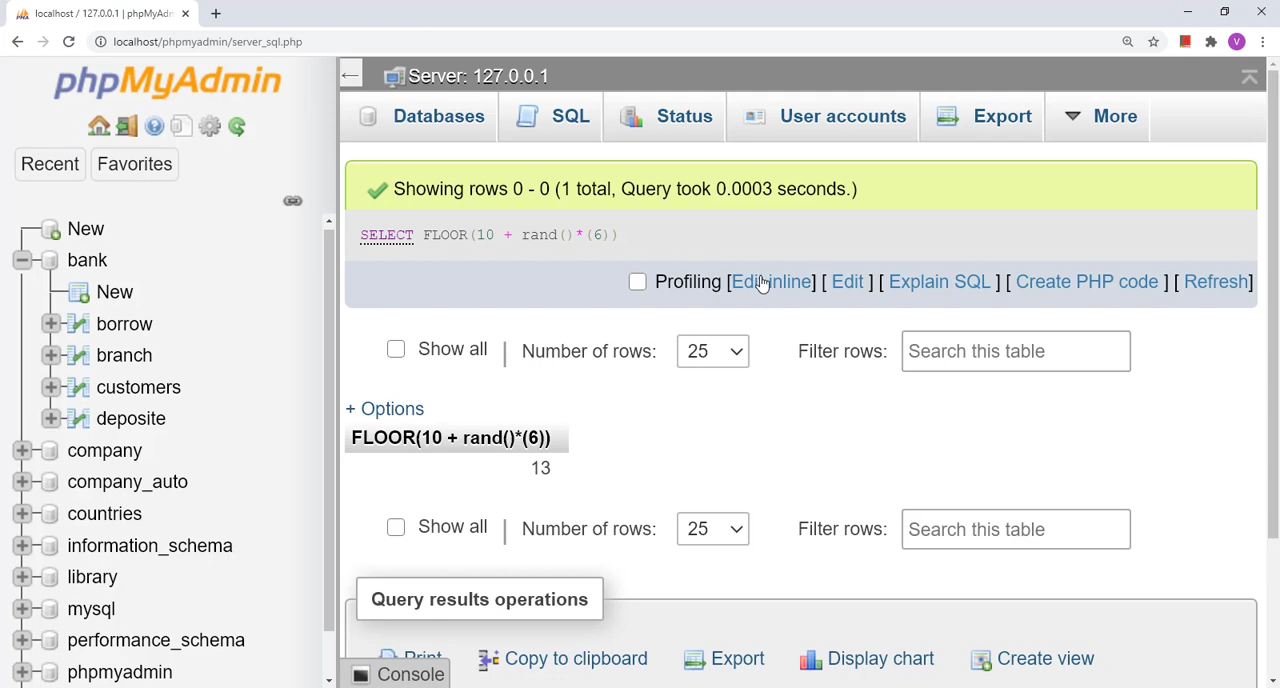 localhost / 127.0.0.1 | phpMyAdm
localhost/phpmyadmin/server_sql.php
V
phpMyAdmin
Recent Favorites
New
bank
New
borrow
branch
customers
deposite
company
company_auto
countries
information_schema
library
mysql
performance_schema
phpmyadmin
Server: 127.0.0.1
Databases SQL Status User accounts Export More
Showing rows 0 - 0 (1 total, Query took 0.0003 seconds.)
SELECT FLOOR(10 + rand()*(6))
Profiling [Edit inline] [ Edit ] [ Explain SQL ] [ Create PHP code ] [ Refresh]
Show all | Number of rows: 25 Filter rows: Search this table
+ Options
FLOOR(10 + rand()*(6))
13
Show all | Number of rows: 25 Filter rows: Search this table
Query results operations
Print Copy to clipboard Export Display chart Create view
Console